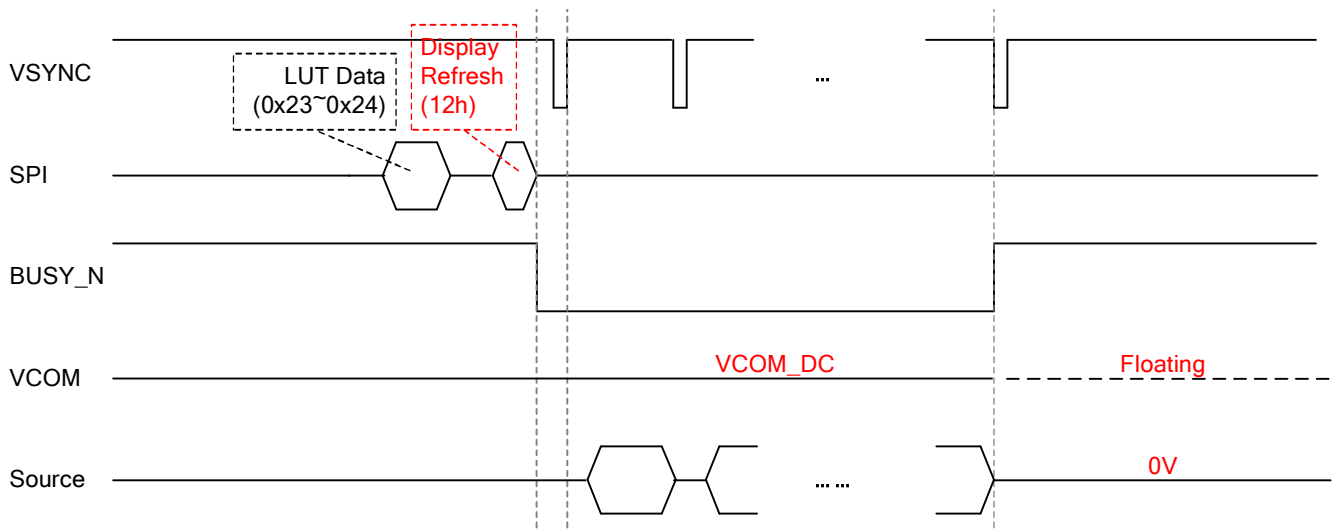 VSYNC
LUT Data
(0x23~0x24)
Display
Refresh
(12h)
...
SPI
BUSY_N
VCOM
VCOM_DC
Floating
Source
... ...
0V